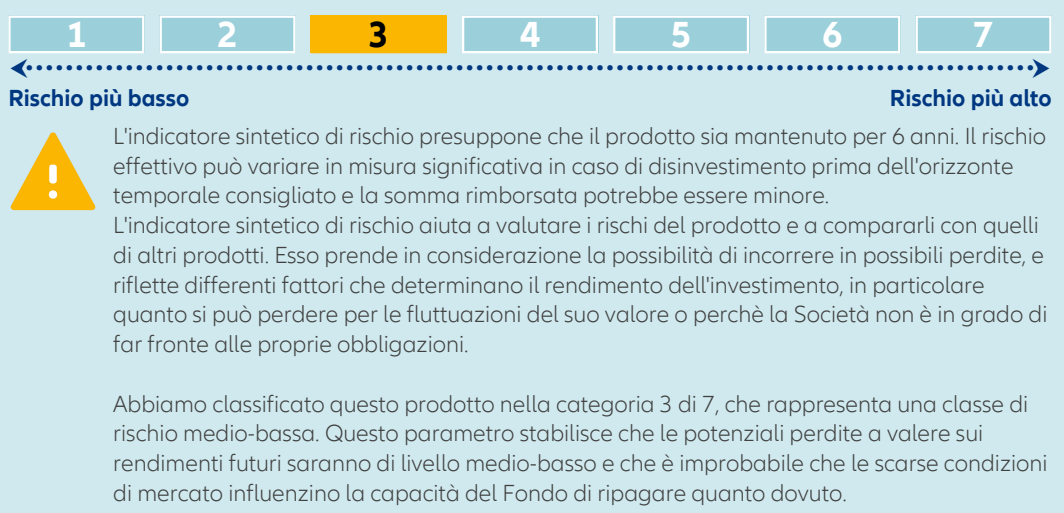 1 2 3 4 5 6 7
Rischio più basso Rischio più alto
L'indicatore sintetico di rischio presuppone che il prodotto sia mantenuto per 6 anni. Il rischio
effettivo può variare in misura significativa in caso di disinvestimento prima dell'orizzonte
temporale consigliato e la somma rimborsata potrebbe essere minore.
L'indicatore sintetico di rischio aiuta a valutare i rischi del prodotto e a compararli con quelli
di altri prodotti. Esso prende in considerazione la possibilità di incorrere in possibili perdite, e
riflette differenti fattori che determinano il rendimento dell'investimento, in particolare
quanto si può perdere per le fluttuazioni del suo valore o perchè la Società non è in grado di
far fronte alle proprie obbligazioni.
Abbiamo classificato questo prodotto nella categoria 3 di 7, che rappresenta una classe di
rischio medio-bassa. Questo parametro stabilisce che le potenziali perdite a valere sui
rendimenti futuri saranno di livello medio-basso e che è improbabile che le scarse condizioni
di mercato influenzino la capacità del Fondo di ripagare quanto dovuto.